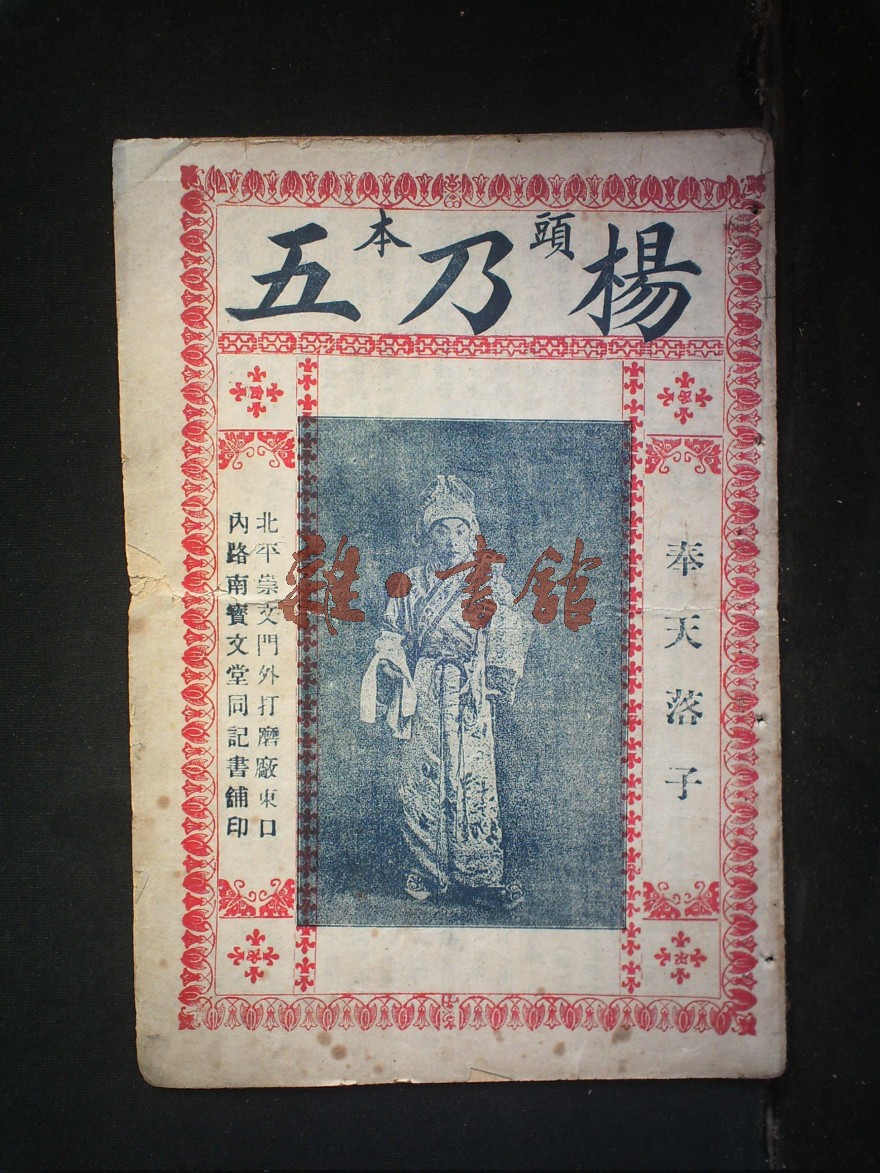 楊頭乃本五
奉天落子
北平崇文門外打磨廠東口
內路南寳文堂同記書舖印
雜·書館